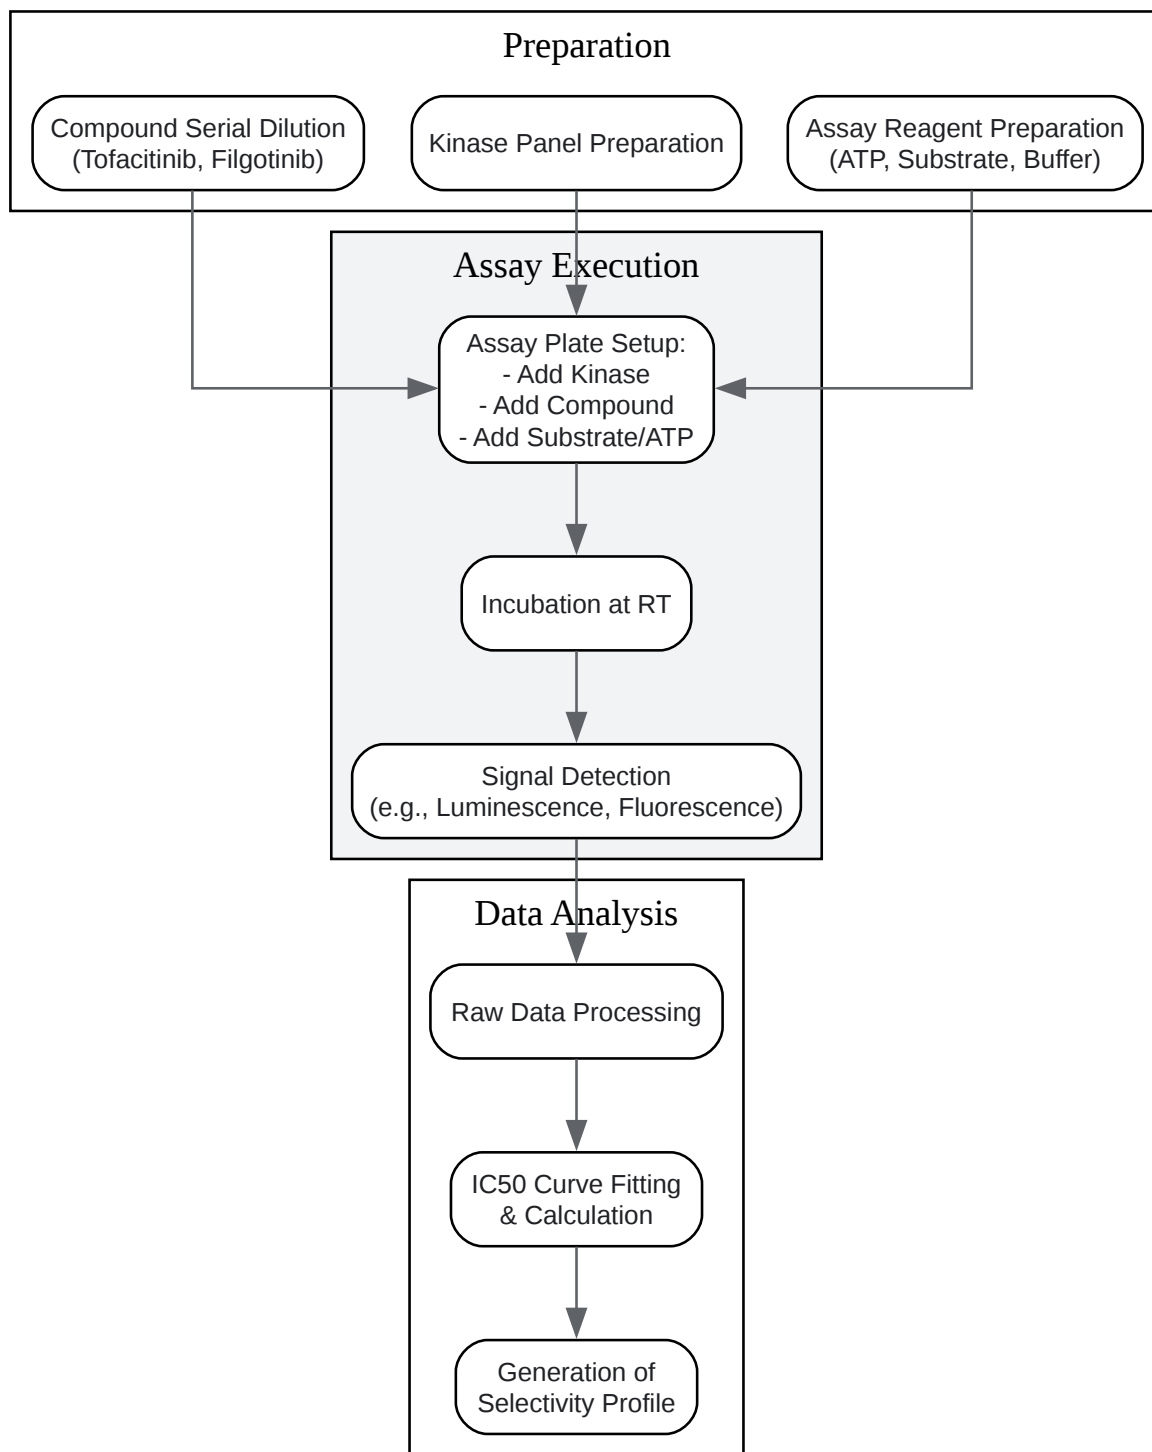 Preparation
Compound Serial Dilution
(Tofacitinib, Filgotinib)
Kinase Panel Preparation
Assay Reagent Preparation
(ATP, Substrate, Buffer)
Assay Execution
Assay Plate Setup:
- Add Kinase
- Add Compound
- Add Substrate/ATP
Incubation at RT
Signal Detection
(e.g., Luminescence, Fluorescence)
Data Analysis
Raw Data Processing
IC50 Curve Fitting
& Calculation
Generation of
Selectivity Profile